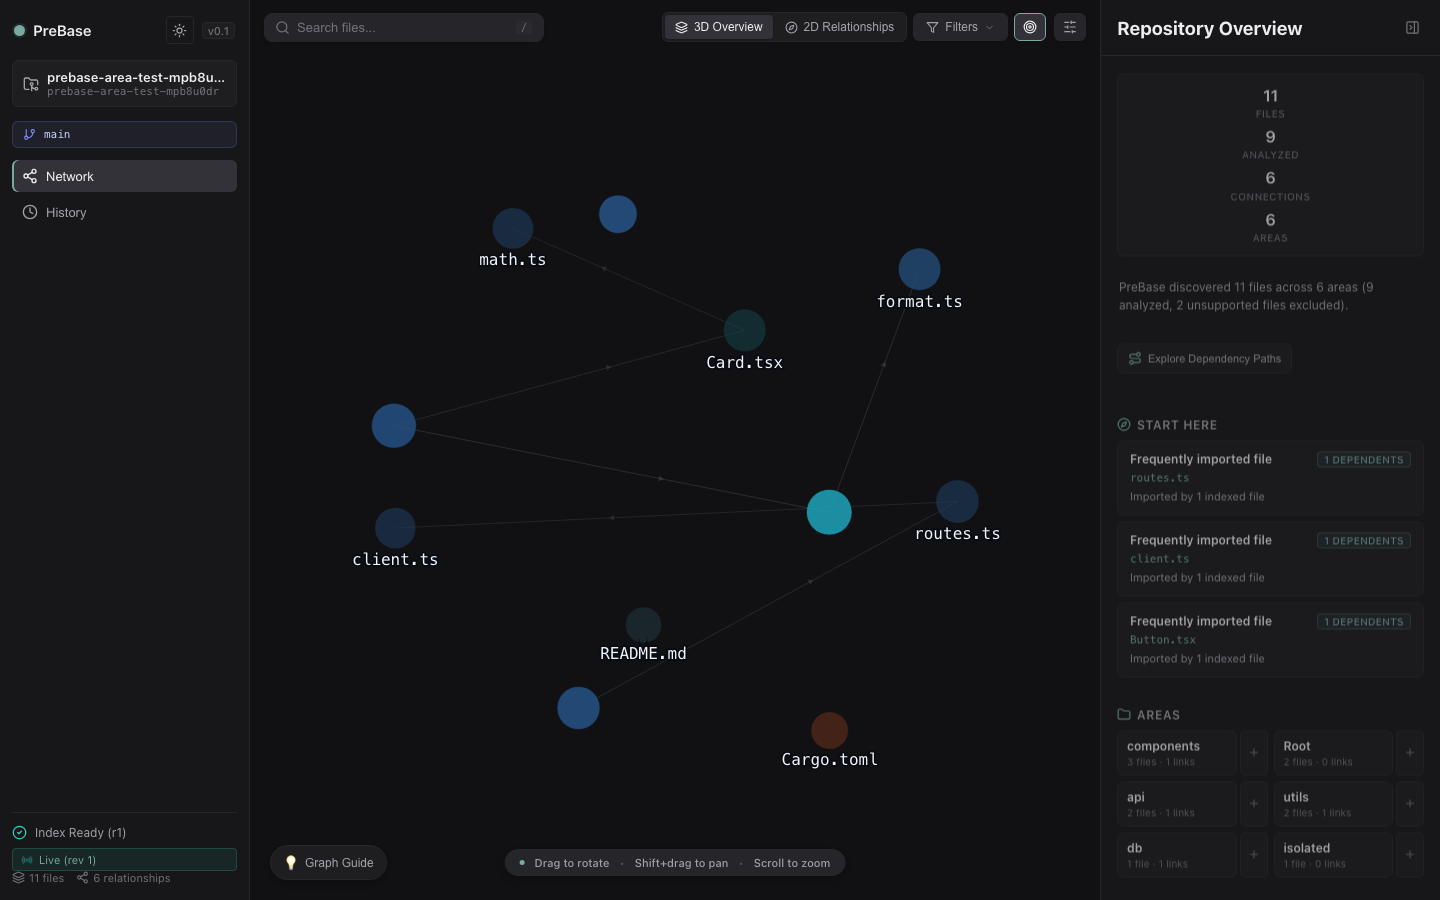 PreBase
v0.1
prebase-area-test-mpb8u...
prebase-area-test-mpb8u0dr
main
Network
History
Index Ready (r1)
Live (rev 1)
11 files
6 relationships
Search files...
/
3D Overview
2D Relationships
Filters
math.ts
format.ts
Card.tsx
client.ts
routes.ts
README.md
Cargo.toml
Graph Guide
Drag to rotate · Shift+drag to pan · Scroll to zoom
Repository Overview
11
FILES
9
ANALYZED
6
CONNECTIONS
6
AREAS
PreBase discovered 11 files across 6 areas (9
analyzed, 2 unsupported files excluded).
Explore Dependency Paths
START HERE
Frequently imported file
1 DEPENDENTS
routes.ts
Imported by 1 indexed file
Frequently imported file
1 DEPENDENTS
client.ts
Imported by 1 indexed file
Frequently imported file
1 DEPENDENTS
Button.tsx
Imported by 1 indexed file
AREAS
components
3 files · 1 links
+
Root
2 files · 0 links
+
api
2 files · 1 links
+
utils
2 files · 1 links
+
db
1 file · 1 links
+
isolated
1 file · 0 links
+